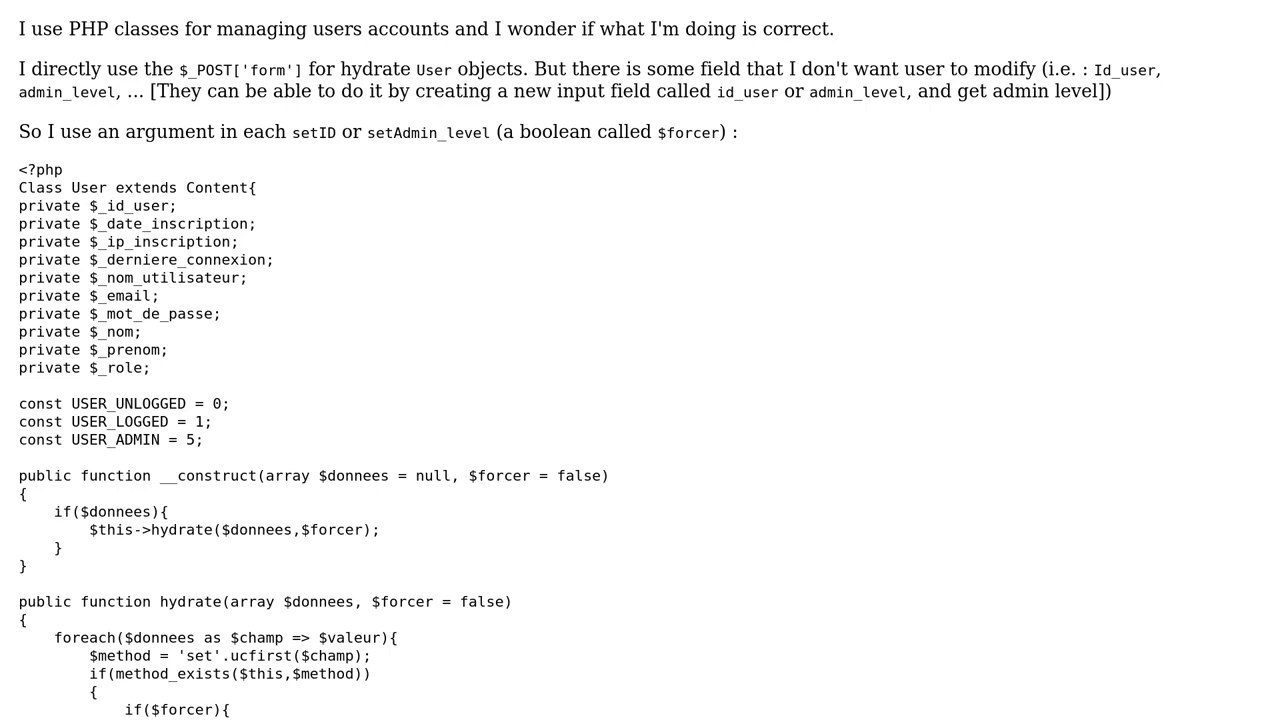 I use PHP classes for managing users accounts and I wonder if what I'm doing is correct.
I directly use the $_POST['form'] for hydrate User objects. But there is some field that I don't want user to modify (i.e. : Id_user,
admin_level, ... [They can be able to do it by creating a new input field called id_user or admin_level, and get admin level])
So I use an argument in each setID or setAdmin_level (a boolean called $forcer) :
<?php
Class User extends Content{
private $_id_user;
private $_date_inscription;
private $_ip_inscription;
private $_derniere_connexion;
private $_nom_utilisateur;
private $_email;
private $_mot_de_passe;
private $_nom;
private $_prenom;
private $_role;
const USER_UNLOGGED = 0;
const USER_LOGGED = 1;
const USER_ADMIN = 5;
public function __construct(array $donnees = null, $forcer = false)
{
    if($donnees){
        $this->hydrate($donnees,$forcer);
    }
}
public function hydrate(array $donnees, $forcer = false)
{
    foreach($donnees as $champ => $valeur){
        $method = 'set'.ucfirst($champ);
        if(method_exists($this,$method))
        {
            if($forcer){